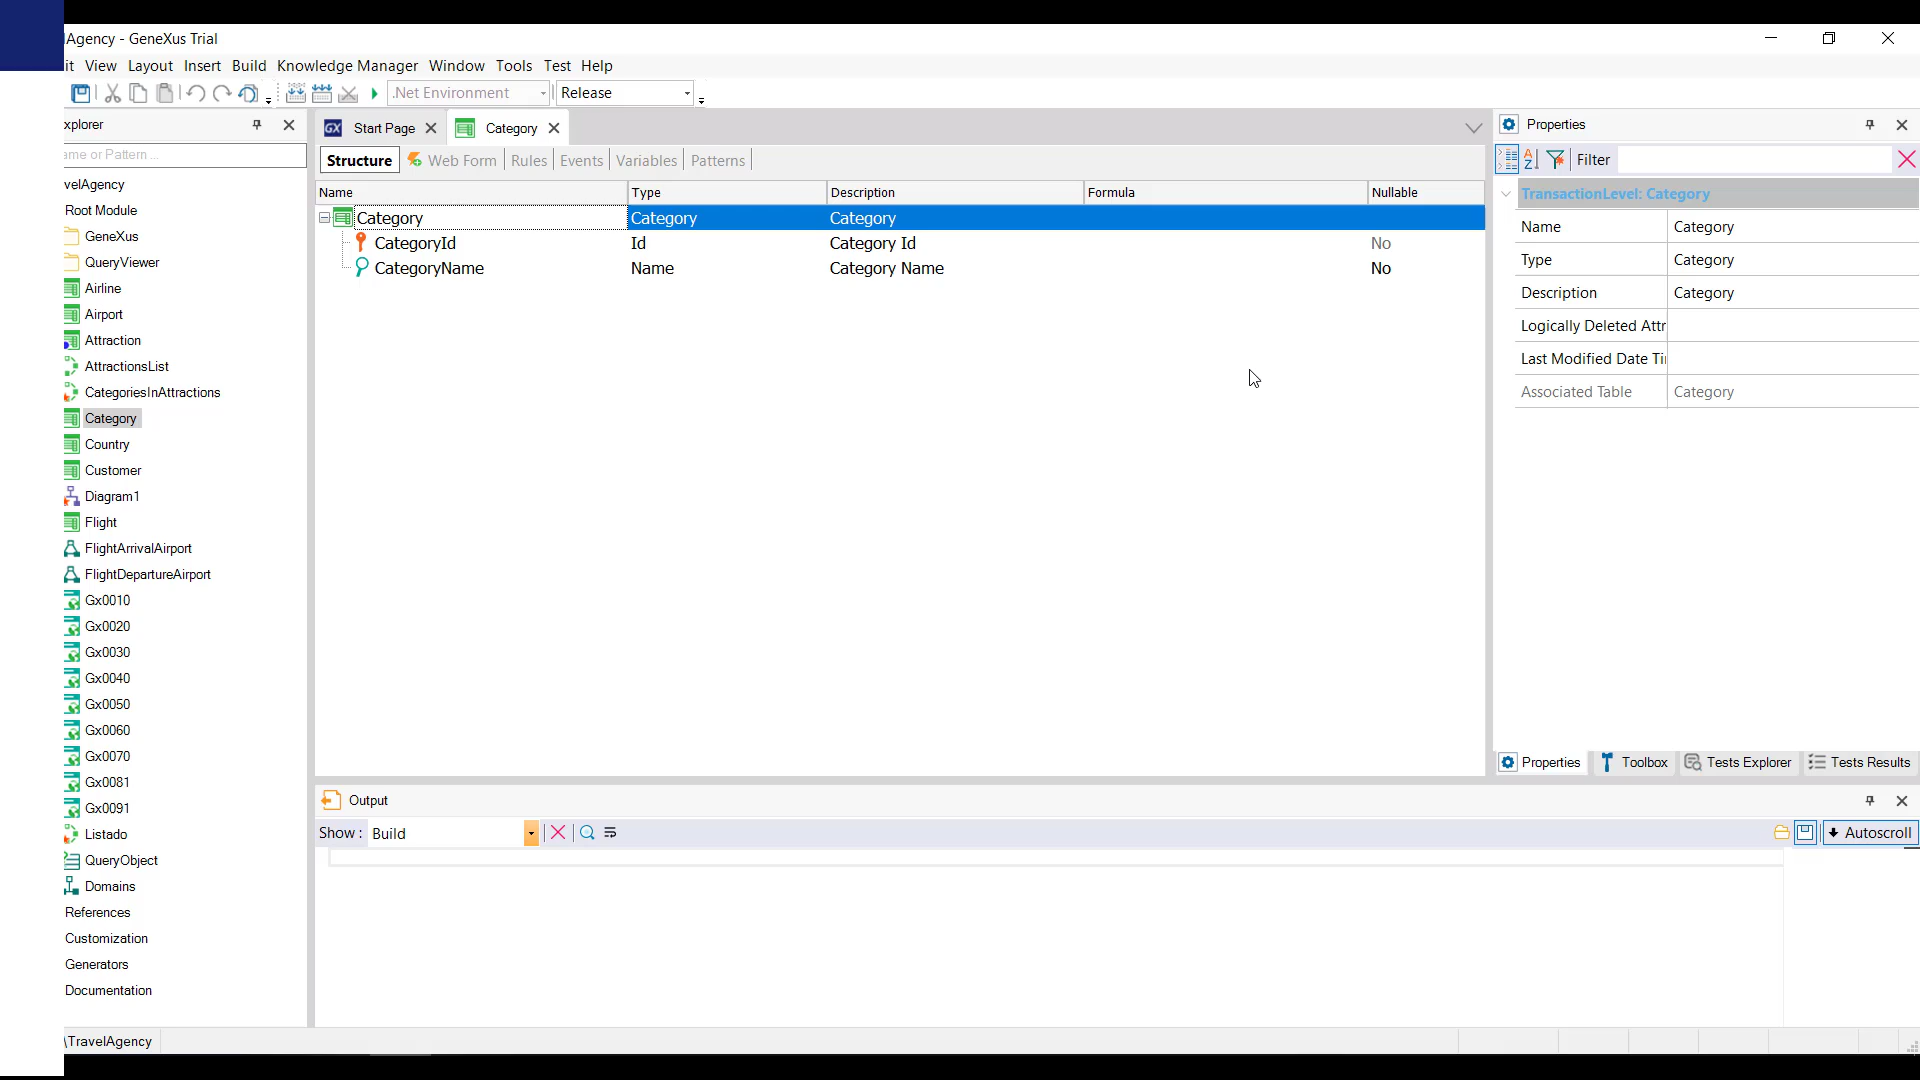 lAgency - GeneXus Trial
it View Layout Insert Build Knowledge Manager Window Tools Test Help
.Net Environment Release
xplorer
ame or Pattern ...
velAgency
Root Module
GeneXus
QueryViewer
Airline
Airport
Attraction
AttractionsList
CategoriesInAttractions
Category
Country
Customer
Diagram1
Flight
FlightArrivalAirport
FlightDepartureAirport
Gx0010
Gx0020
Gx0030
Gx0040
Gx0050
Gx0060
Gx0070
Gx0081
Gx0091
Listado
QueryObject
Domains
References
Customization
Generators
Documentation
GX Start Page Category
Structure Web Form Rules Events Variables Patterns
Name Type Description Formula Nullable
Category Category Category
CategoryId Id Category Id No
CategoryName Name Category Name No
Properties
Filter
TransactionLevel: Category
Name Category
Type Category
Description Category
Logically Deleted Attr
Last Modified Date Ti
Associated Table Category
Properties Toolbox Tests Explorer Tests Results
Output
Show : Build Autoscroll
\TravelAgency